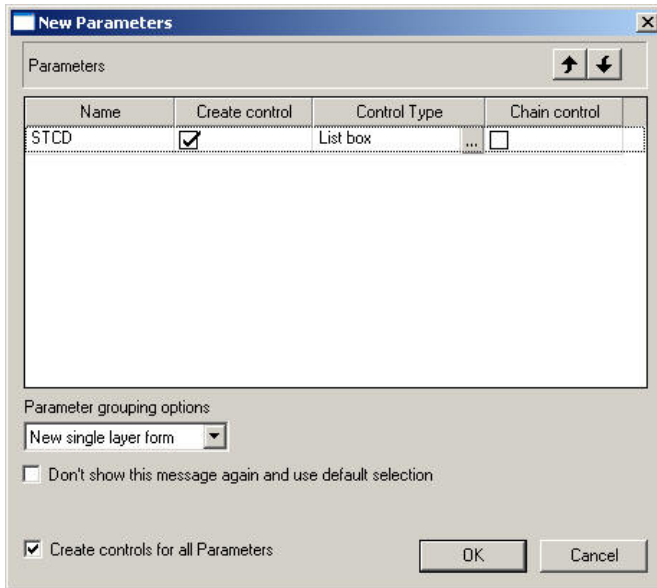 New Parameters
Parameters
Name Create control Control Type Chain control
STCD List box ...
Parameter grouping options
New single layer form
Don't show this message again and use default selection
Create controls for all Parameters
OK Cancel